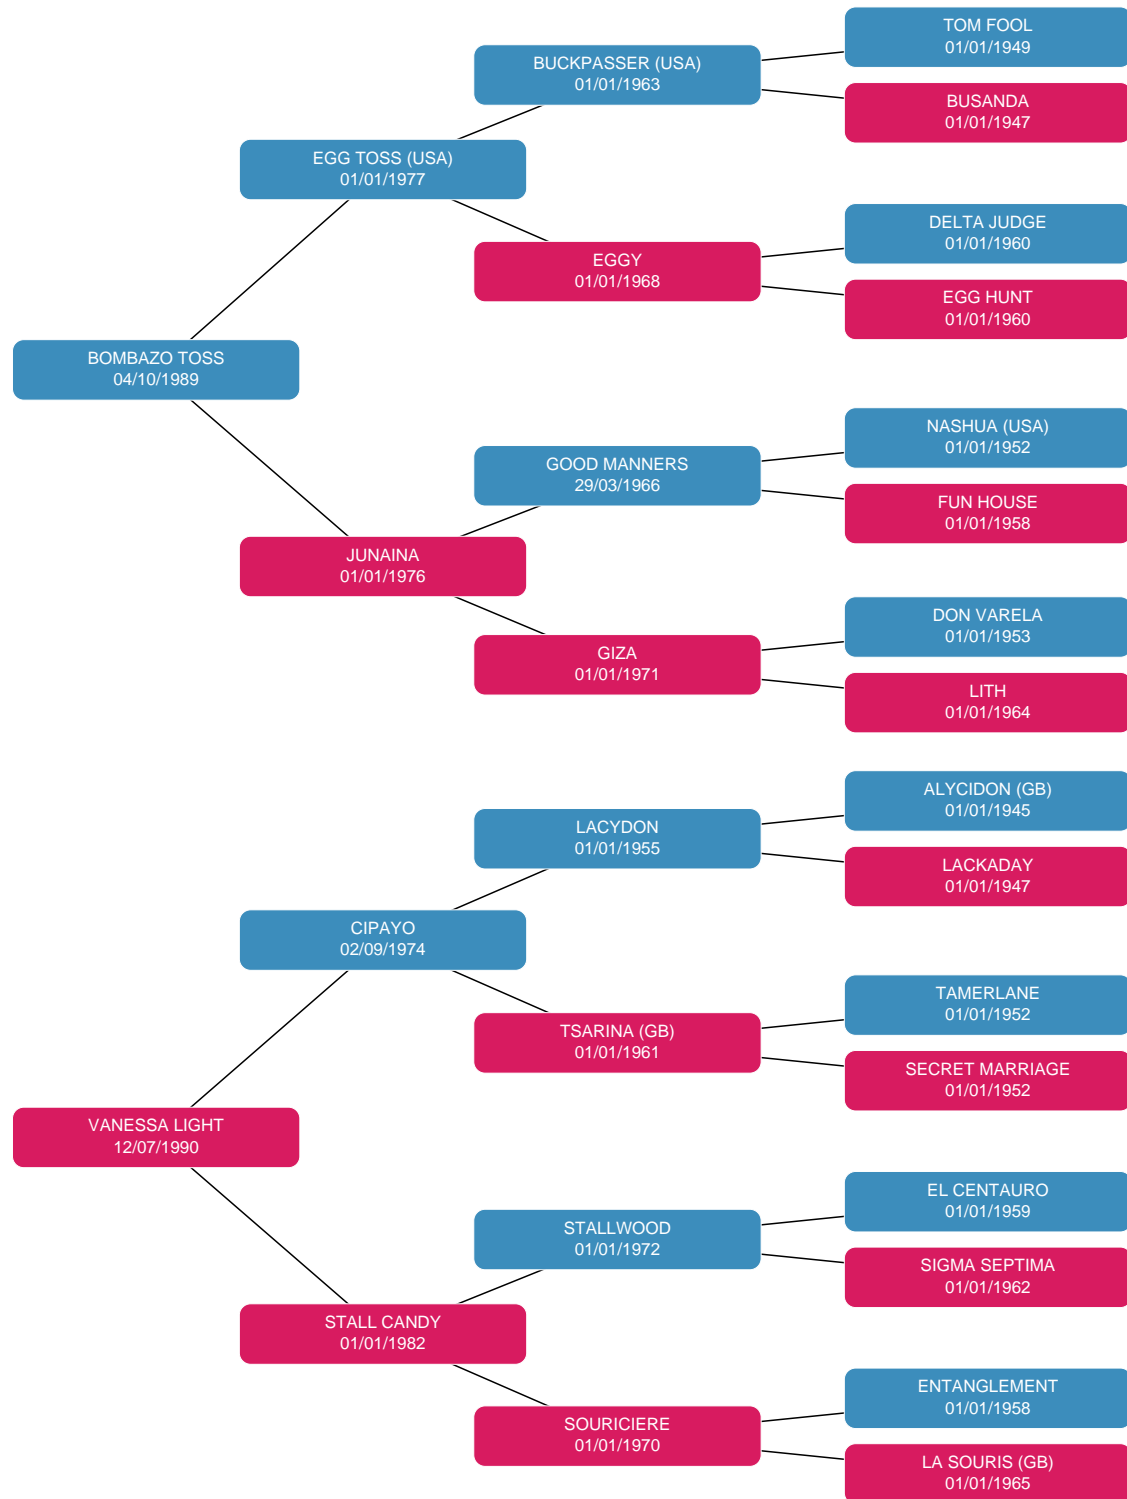 TOM FOOL
01/01/1949
BUCKPASSER (USA)
01/01/1963
BUSANDA
01/01/1947
EGG TOSS (USA)
01/01/1977
DELTA JUDGE
01/01/1960
EGGY
01/01/1968
EGG HUNT
01/01/1960
BOMBAZO TOSS
04/10/1989
NASHUA (USA)
01/01/1952
GOOD MANNERS
29/03/1966
FUN HOUSE
01/01/1958
JUNAINA
01/01/1976
DON VARELA
01/01/1953
GIZA
01/01/1971
LITH
01/01/1964
ALYCIDON (GB)
01/01/1945
LACYDON
01/01/1955
LACKADAY
01/01/1947
CIPAYO
02/09/1974
TAMERLANE
01/01/1952
TSARINA (GB)
01/01/1961
SECRET MARRIAGE
01/01/1952
VANESSA LIGHT
12/07/1990
EL CENTAURO
01/01/1959
STALLWOOD
01/01/1972
SIGMA SEPTIMA
01/01/1962
STALL CANDY
01/01/1982
ENTANGLEMENT
01/01/1958
SOURICIERE
01/01/1970
LA SOURIS (GB)
01/01/1965